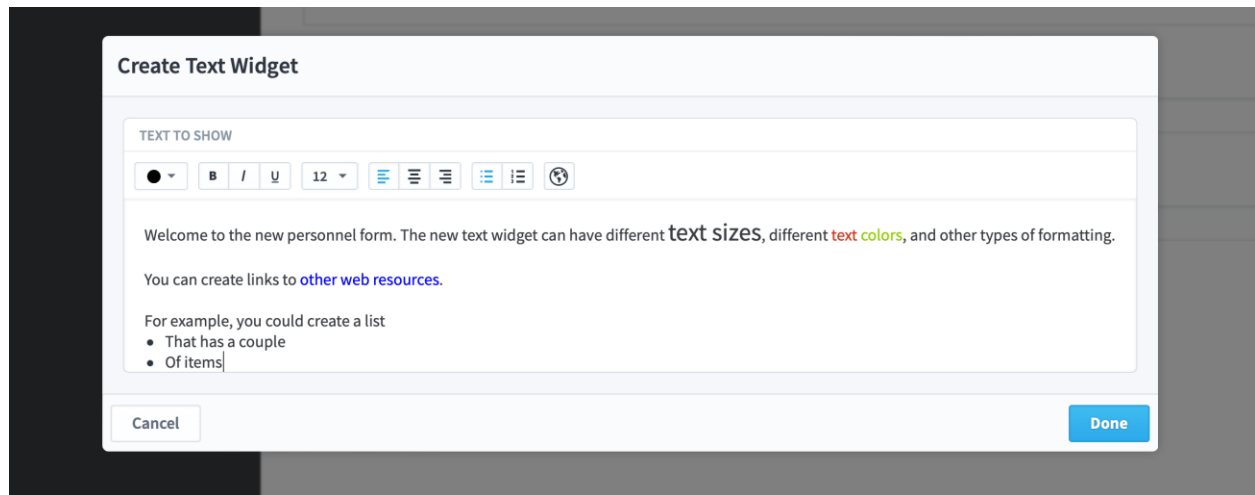 Create Text Widget
TEXT TO SHOW
B I U 12
Welcome to the new personnel form. The new text widget can have different text sizes, different text colors, and other types of formatting.
You can create links to other web resources.
For example, you could create a list
• That has a couple
• Of items
Cancel Done